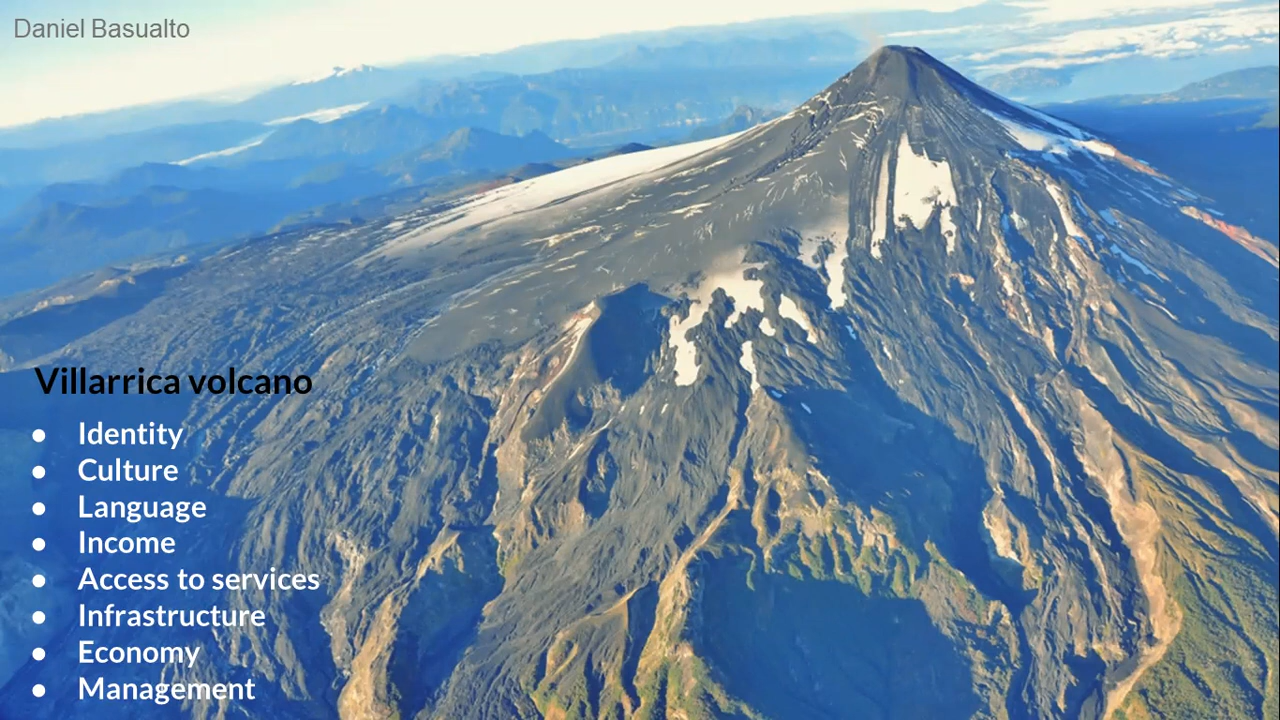 Daniel Basualto
Villarrica volcano
● Identity
● Culture
● Language
● Income
● Access to services
● Infrastructure
● Economy
● Management